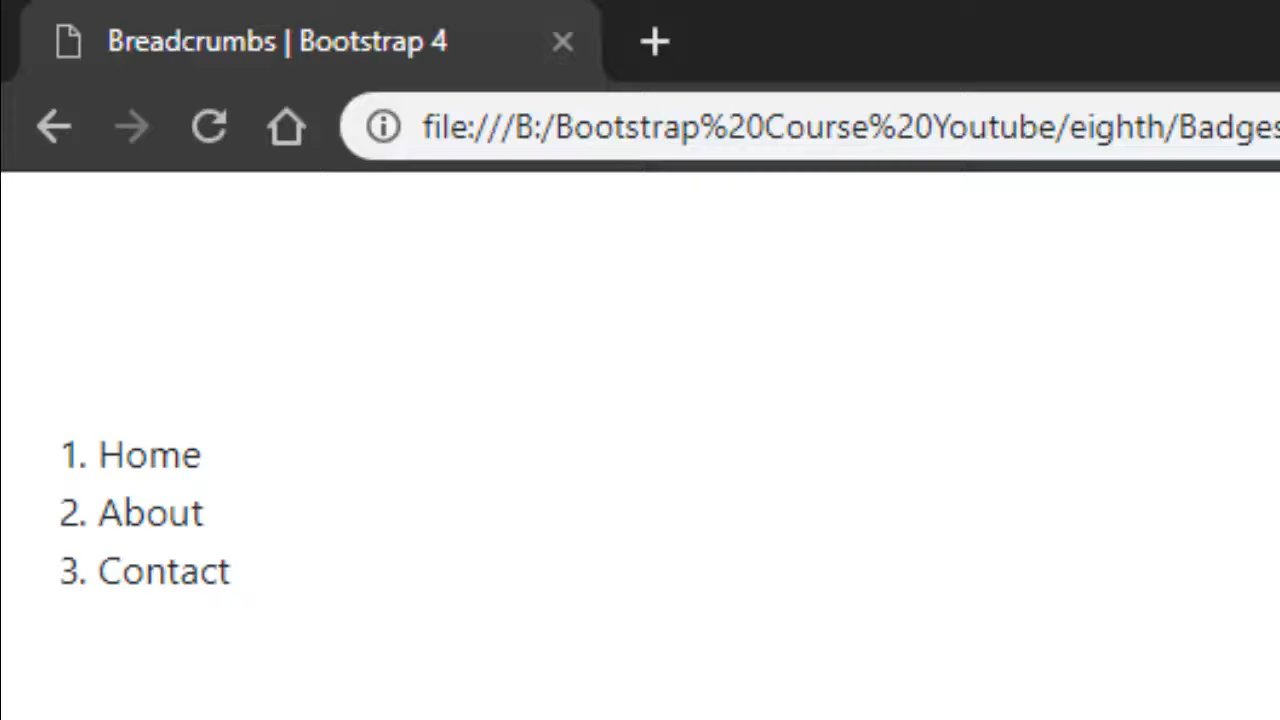 Breadcrumbs | Bootstrap 4
file:///B:/Bootstrap%20Course%20Youtube/eighth/Badges
1. Home
2. About
3. Contact